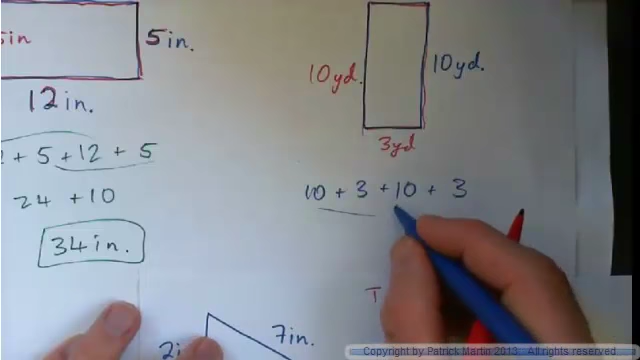 5in.
12in.
+ 5 +12 + 5
24 +10
34in.
10yd.
10yd.
3yd
10 + 3 +10 + 3
T
7in.
Copyright by Patrick Martin 2013. All rights reserved